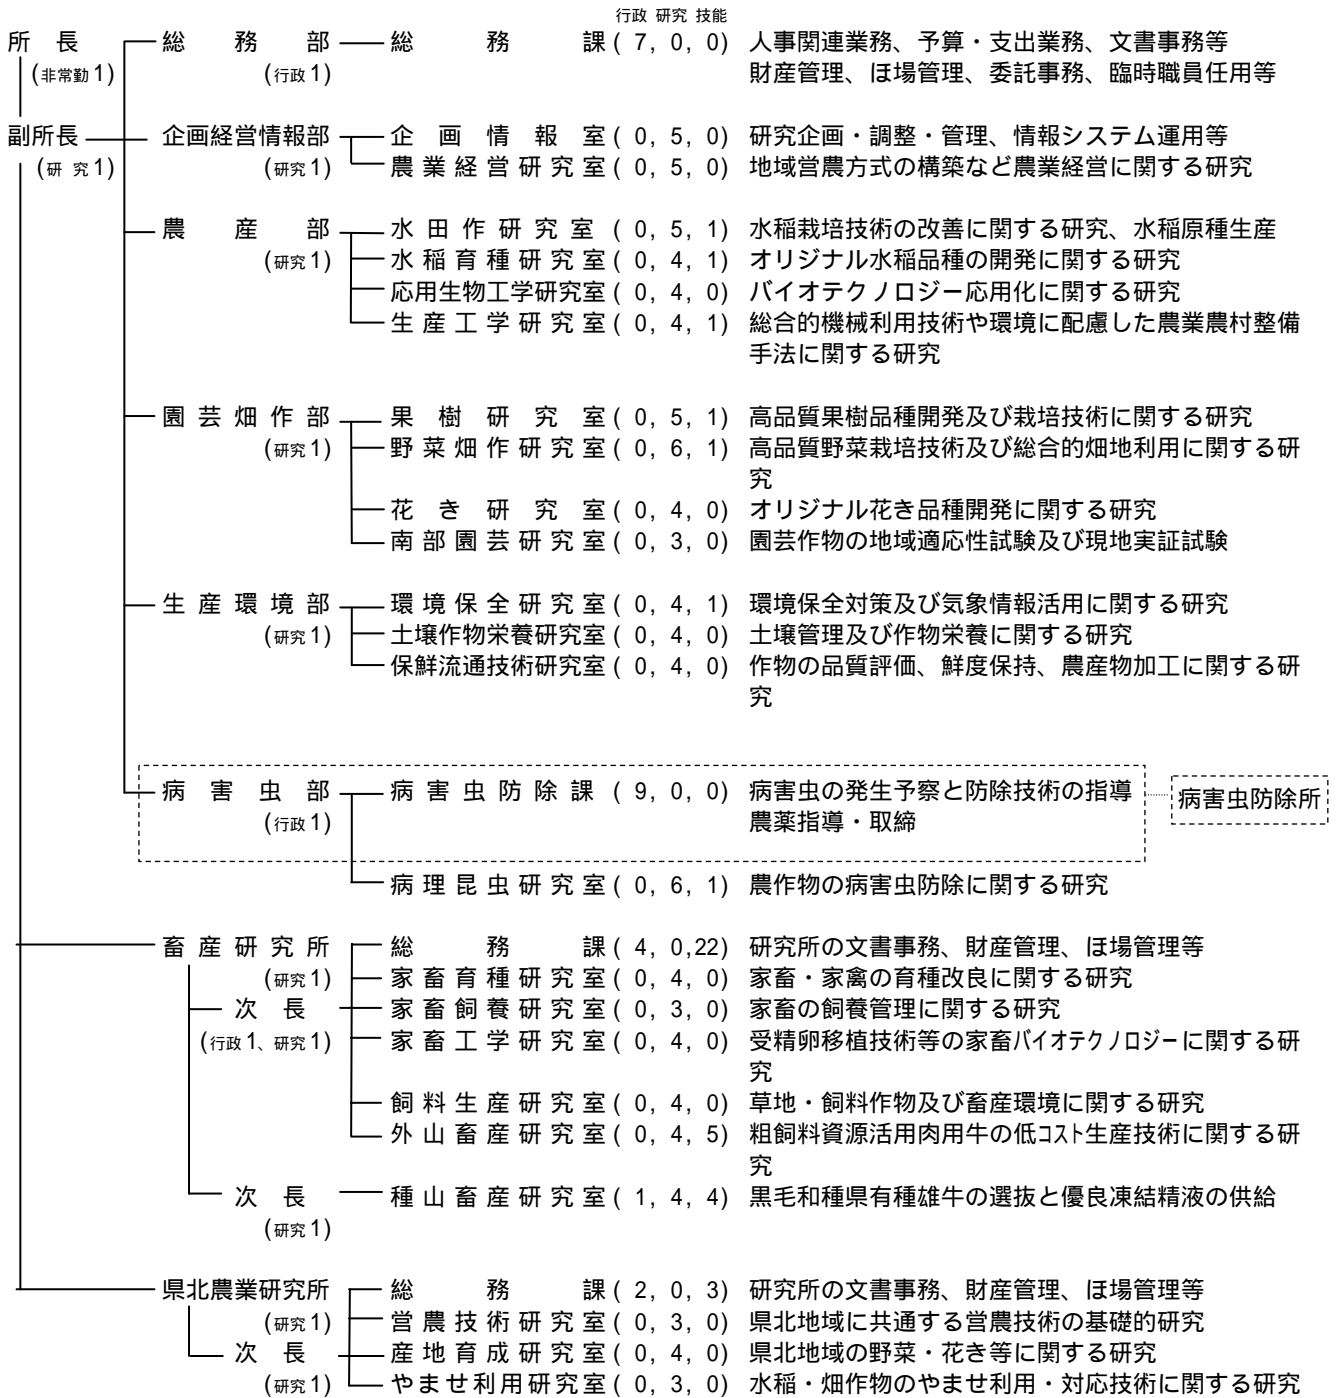 行政 研究 技能
所長 総務部 総務課 ( 7, 0, 0) 人事関連業務、予算・支出業務、文書事務等
(非常勤1) (行政1) 財産管理、ほ場管理、委託事務、臨時職員任用等
副所長 企画経営情報部 企画情報室 ( 0, 5, 0) 研究企画・調整・管理、情報システム運用等
(研究1) (研究1) 農業経営研究室 ( 0, 5, 0) 地域営農方式の構築など農業経営に関する研究
農産部 水田作研究室 ( 0, 5, 1) 水稲栽培技術の改善に関する研究、水稲原種生産
(研究1) 水稲育種研究室 ( 0, 4, 1) オリジナル水稲品種の開発に関する研究
応用生物工学研究室 ( 0, 4, 0) バイオテクノロジー応用化に関する研究
生産工学研究室 ( 0, 4, 1) 総合的機械利用技術や環境に配慮した農業農村整備
手法に関する研究
園芸畑作部 果樹研究室 ( 0, 5, 1) 高品質果樹品種開発及び栽培技術に関する研究
(研究1) 野菜畑作研究室 ( 0, 6, 1) 高品質野菜栽培技術及び総合的畑地利用に関する研
究
花き研究室 ( 0, 4, 0) オリジナル花き品種開発に関する研究
南部園芸研究室 ( 0, 3, 0) 園芸作物の地域適応性試験及び現地実証試験
生産環境部 環境保全研究室 ( 0, 4, 1) 環境保全対策及び気象情報活用に関する研究
(研究1) 土壌作物栄養研究室 ( 0, 4, 0) 土壌管理及び作物栄養に関する研究
保鮮流通技術研究室 ( 0, 4, 0) 作物の品質評価、鮮度保持、農産物加工に関する研
究
病害虫部 病害虫防除課 ( 9, 0, 0) 病害虫の発生予察と防除技術の指導 病害虫防除所
(行政1) 農薬指導・取締
病理昆虫研究室 ( 0, 6, 1) 農作物の病害虫防除に関する研究
畜産研究所 総務課 ( 4, 0,22) 研究所の文書事務、財産管理、ほ場管理等
(研究1) 家畜育種研究室 ( 0, 4, 0) 家畜・家禽の育種改良に関する研究
次長 家畜飼養研究室 ( 0, 3, 0) 家畜の飼養管理に関する研究
(行政1、研究1) 家畜工学研究室 ( 0, 4, 0) 受精卵移植技術等の家畜バイオテクノロジーに関する研
究
飼料生産研究室 ( 0, 4, 0) 草地・飼料作物及び畜産環境に関する研究
外山畜産研究室 ( 0, 4, 5) 粗飼料資源活用肉用牛の低コスト生産技術に関する研
究
次長 種山畜産研究室 ( 1, 4, 4) 黒毛和種県有種雄牛の選抜と優良凍結精液の供給
(研究1)
県北農業研究所 総務課 ( 2, 0, 3) 研究所の文書事務、財産管理、ほ場管理等
(研究1) 営農技術研究室 ( 0, 3, 0) 県北地域に共通する営農技術の基礎的研究
次長 産地育成研究室 ( 0, 4, 0) 県北地域の野菜・花き等に関する研究
(研究1) やませ利用研究室 ( 0, 3, 0) 水稲・畑作物のやませ利用・対応技術に関する研究